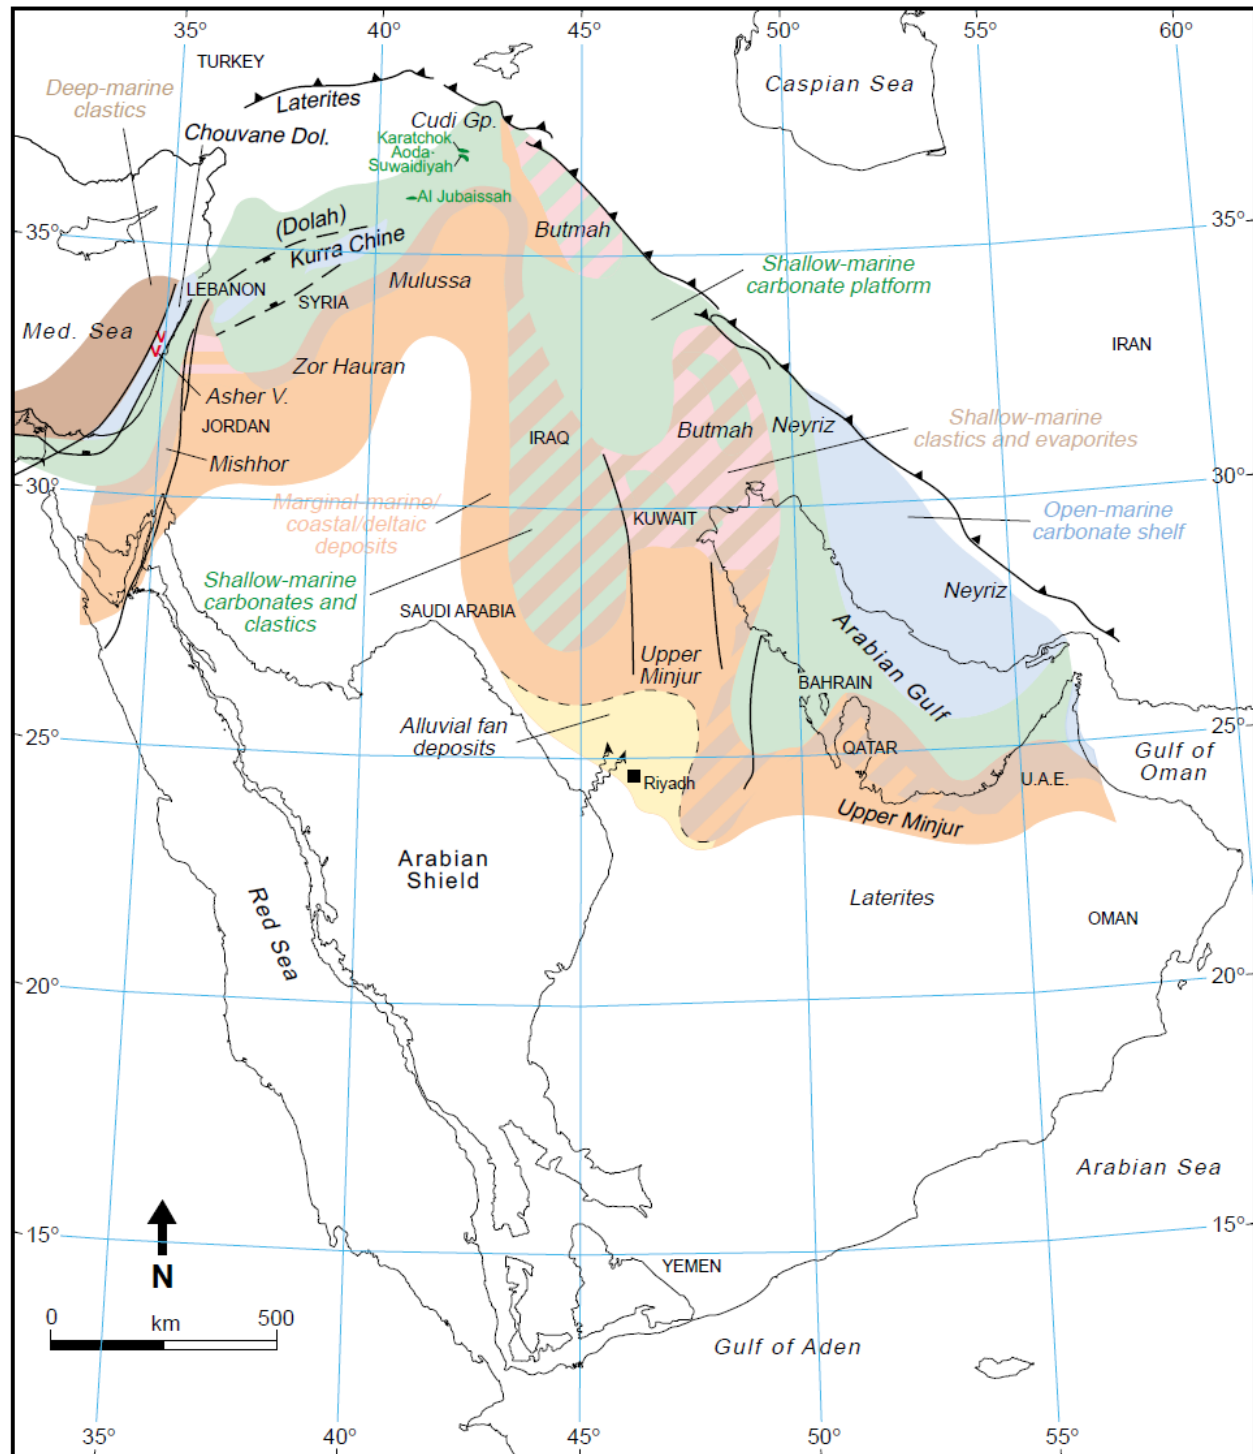 35°
40°
45°
50°
55°
60°
TURKEY
Caspian Sea
Deep-marine
clastics
Laterites
Chouvane Dol.
Cudi Gp.
Karatchok
Aoda-
Suwaidiyah
Al Jubaissah
35°
35°
(Dolah)
Kurra Chine
Butmah
Mulussa
Shallow-marine
carbonate platform
LEBANON
SYRIA
Med. Sea
V
V
IRAN
Zor Hauran
Asher V.
JORDAN
IRAQ
Butmah
Neyriz
Shallow-marine
clastics and evaporites
Mishhor
30°
30°
Marginal-marine/
coastal/deltaic
deposits
KUWAIT
Open-marine
carbonate shelf
Shallow-marine
carbonates and
clastics
SAUDI ARABIA
Neyriz
Arabian Gulf
Upper
Minjur
BAHRAIN
Alluvial fan
deposits
25°
25°
QATAR
Gulf of
Oman
Riyadh
U.A.E.
Upper Minjur
Arabian
Shield
Red Sea
Laterites
OMAN
20°
20°
Arabian Sea
15°
15°
N
YEMEN
0
km
500
Gulf of Aden
35°
40°
45°
50°
55°